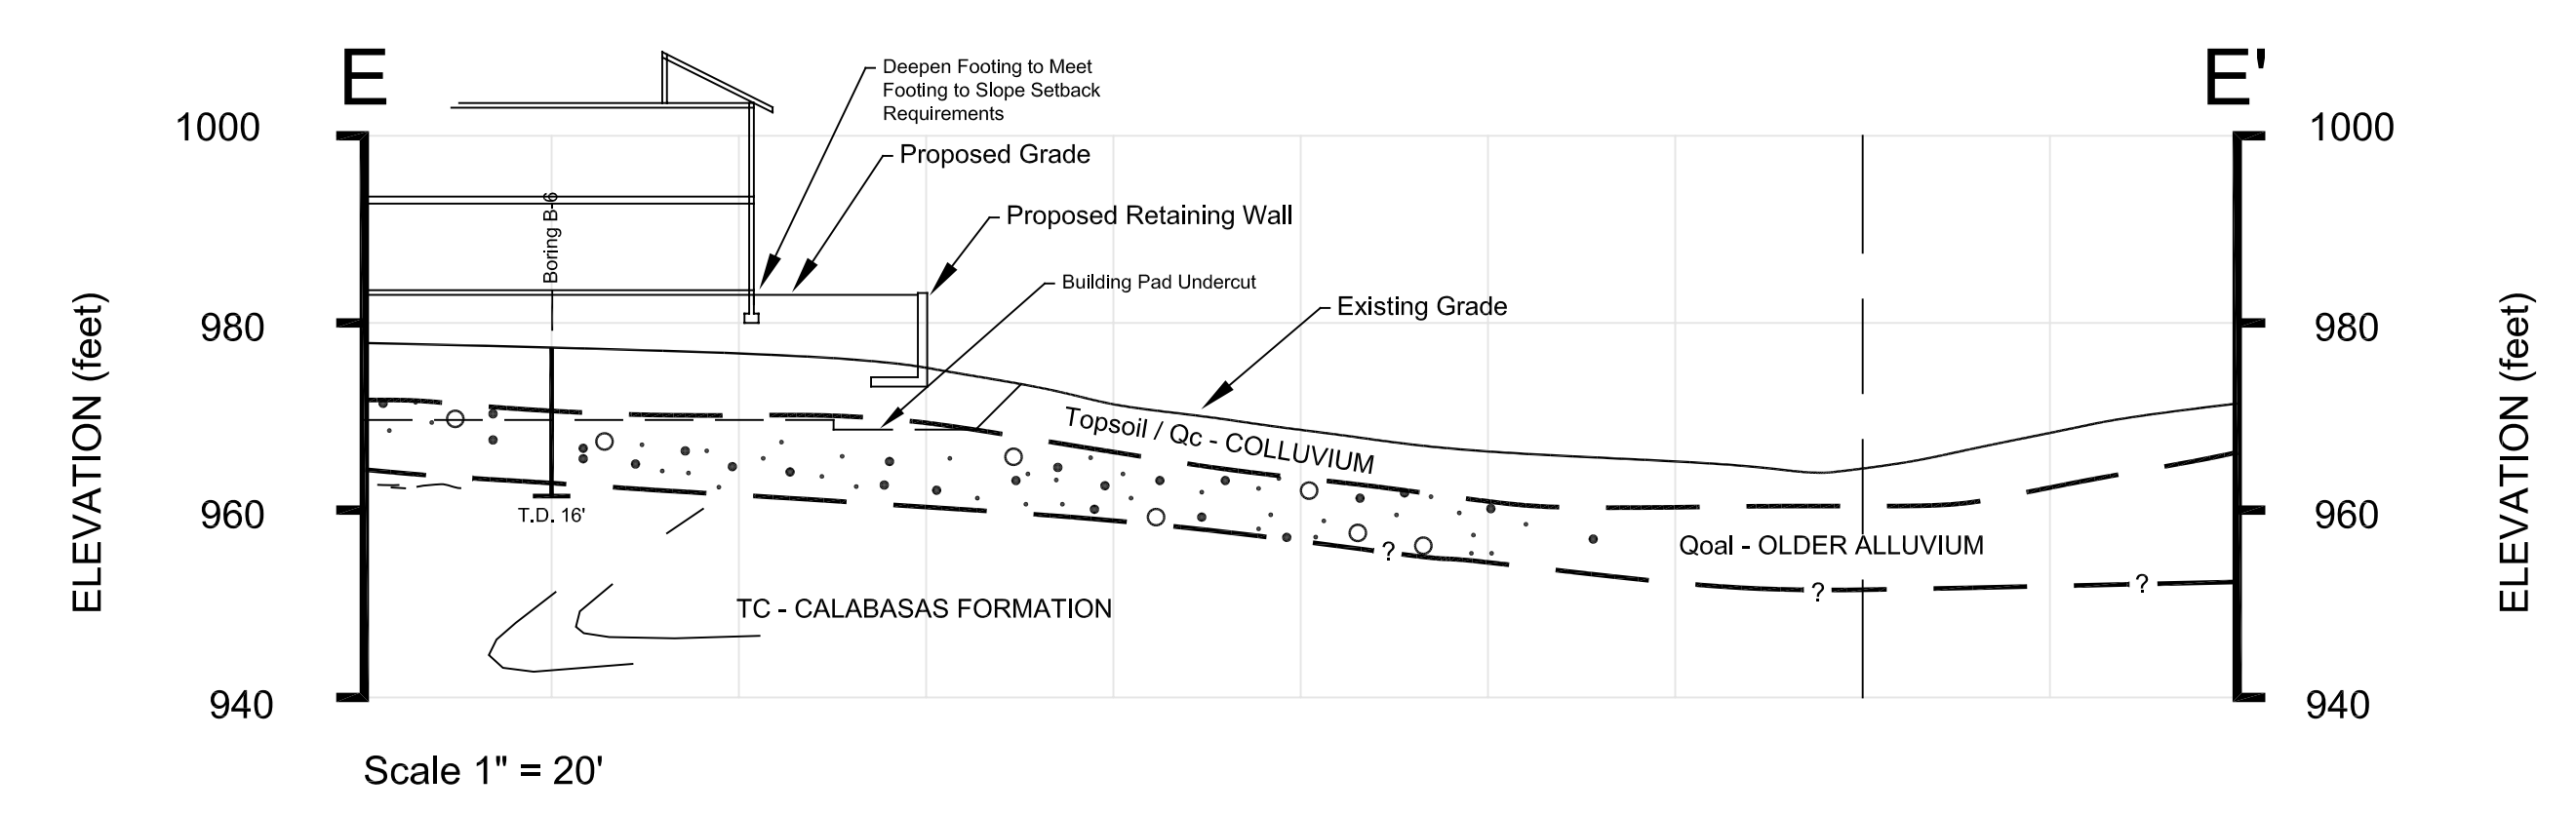 E
E'
Deepen Footing to Meet
Footing to Slope Setback
Requirements
1000
1000
Proposed Grade
Proposed Retaining Wall
Boring B-6
Building Pad Undercut
Existing Grade
980
980
ELEVATION (feet)
ELEVATION (feet)
Topsoil / Qc - COLLUVIUM
960
T.D. 16'
960
Qoal - OLDER ALLUVIUM
?
?
?
TC - CALABASAS FORMATION
940
940
Scale 1" = 20'